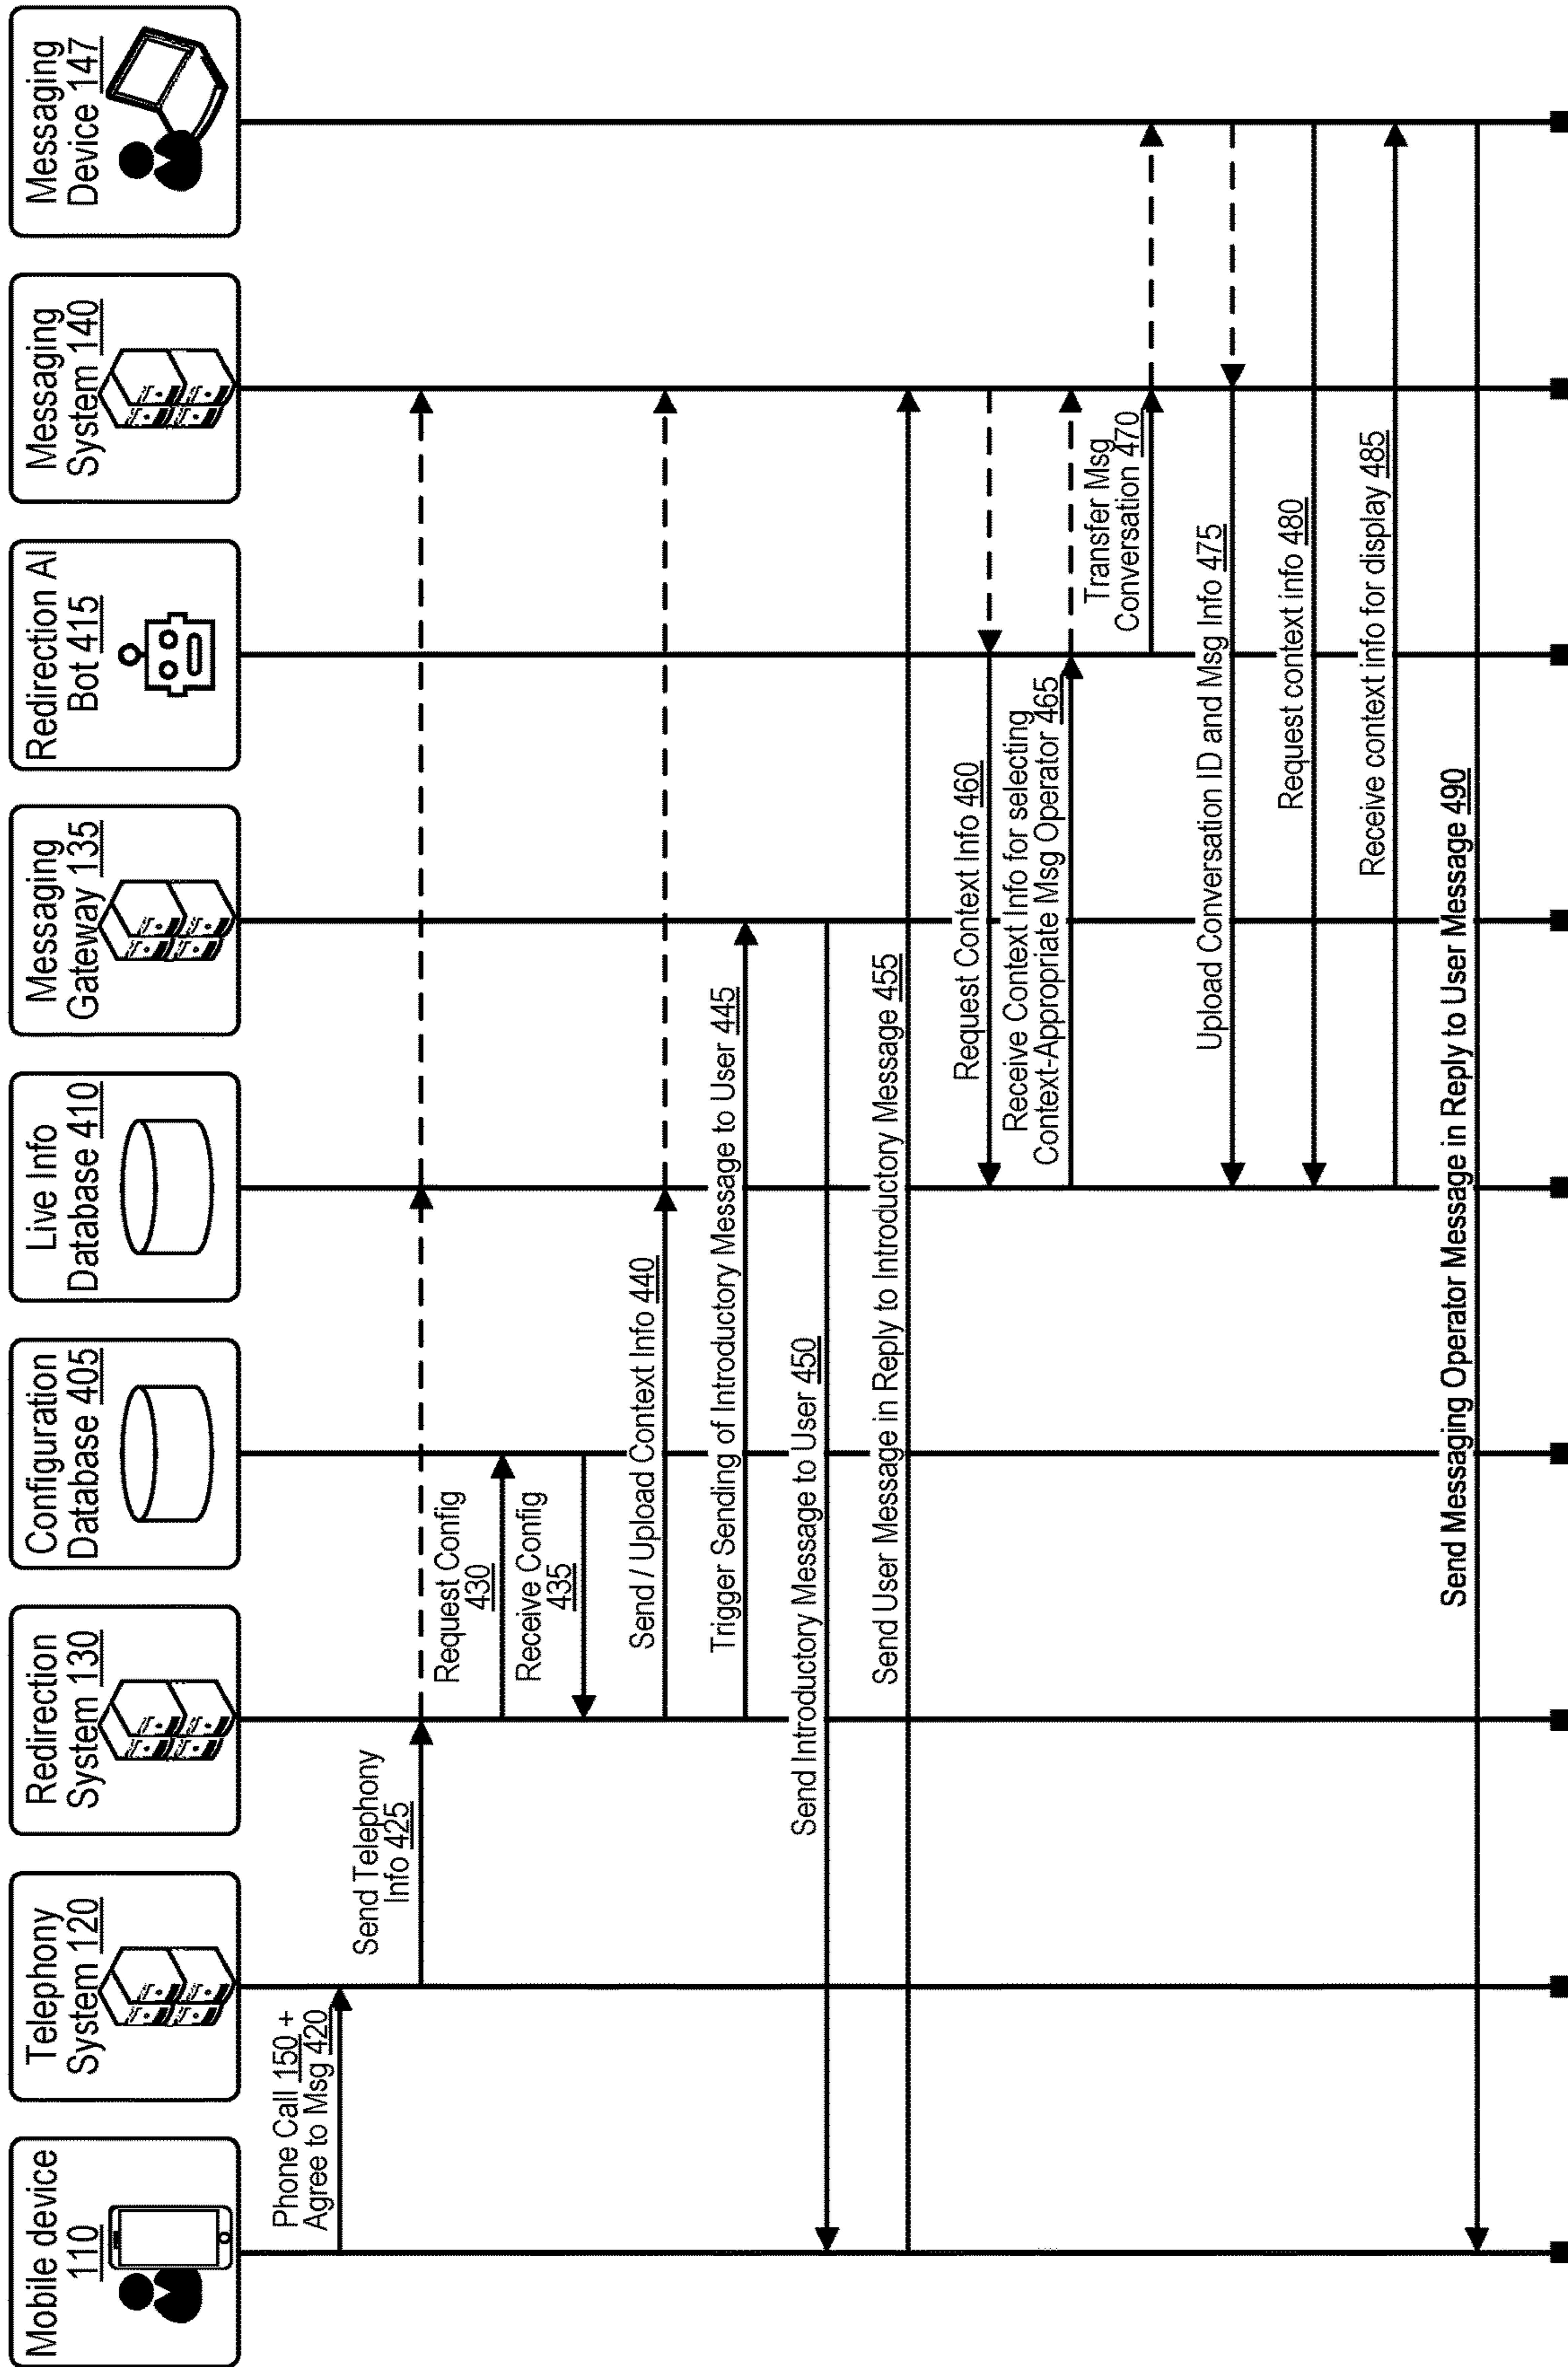 Mobile device
110
Telephony
System 120
Redirection
System 130
Configuration
Database 405
Live Info
Database 410
Messaging
Gateway 135
Redirection AI
Bot 415
Messaging
System 140
Messaging
Device 147
Phone Call 150 +
Agree to Msg 420
Send Telephony
Info 425
Request Config
430
Receive Config
435
Send / Upload Context Info 440
Trigger Sending of Introductory Message to User 445
Send Introductory Message to User 450
Send User Message in Reply to Introductory Message 455
Request Context Info 460
Receive Context Info for selecting
Context-Appropriate Msg Operator 465
Transfer Msg
Conversation 470
Upload Conversation ID and Msg Info 475
Request context info 480
Receive context info for display 485
Send Messaging Operator Message in Reply to User Message 490